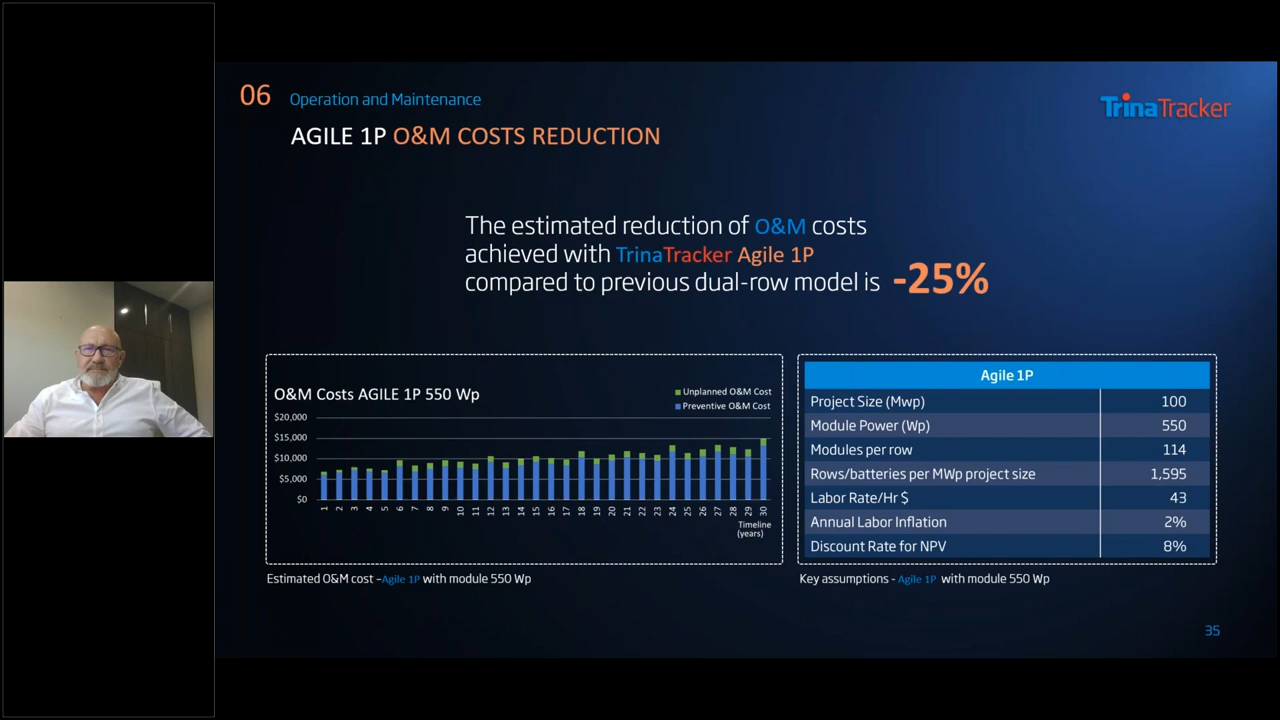 06 Operation and Maintenance
TrinaTracker
AGILE 1P O&M COSTS REDUCTION
The estimated reduction of O&M costs
achieved with TrinaTracker Agile 1P
compared to previous dual-row model is -25%
O&M Costs AGILE 1P 550 Wp
Unplanned O&M Cost
Preventive O&M Cost
$20,000
$15,000
$10,000
$5,000
$0
1 2 3 4 5 6 7 8 9 10 11 12 13 14 15 16 17 18 19 20 21 22 23 24 25 26 27 28 29 30
Timeline
(years)
Estimated O&M cost –Agile 1P with module 550 Wp
Agile 1P
Project Size (Mwp) 100
Module Power (Wp) 550
Modules per row 114
Rows/batteries per MWp project size 1,595
Labor Rate/Hr $ 43
Annual Labor Inflation 2%
Discount Rate for NPV 8%
Key assumptions - Agile 1P with module 550 Wp
35